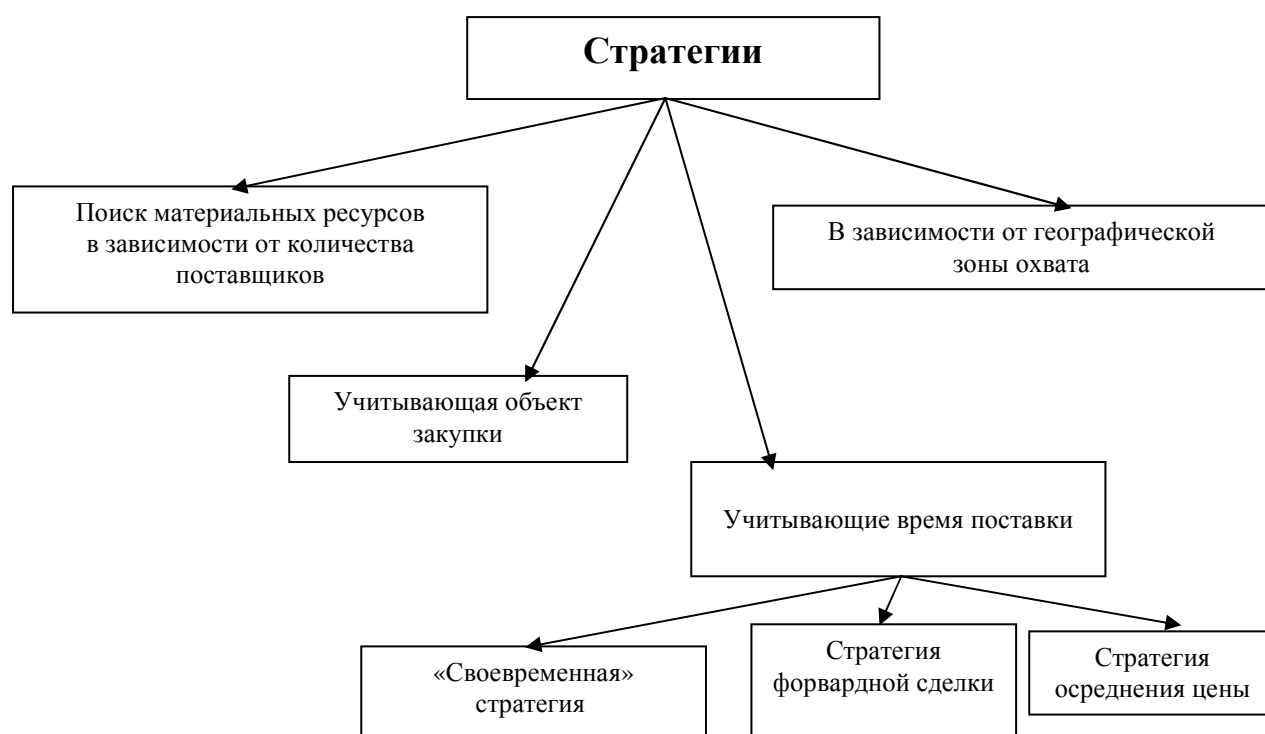 Стратегии
Поиск материальных ресурсов
в зависимости от количества
поставщиков
В зависимости от географической
зоны охвата
Учитывающая объект
закупки
Учитывающие время поставки
«Своевременная»
стратегия
Стратегия
форвардной сделки
Стратегия
осреднения цены